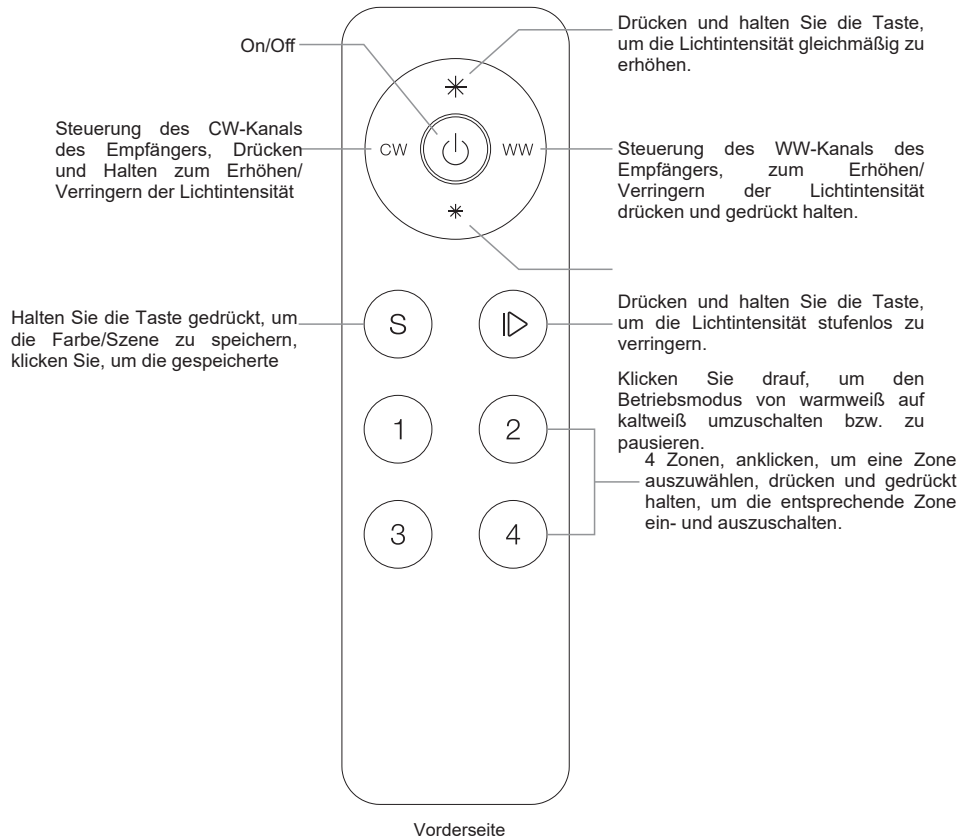 On/Off
Drücken und halten Sie die Taste,
um die Lichtintensität gleichmäßig zu
erhöhen.
Steuerung des CW-Kanals
des Empfängers, Drücken
und Halten zum Erhöhen/
Verringern der Lichtintensität
CW
WW
Steuerung des WW-Kanals des
Empfängers, zum Erhöhen/
Verringern der Lichtintensität
drücken und gedrückt halten.
Halten Sie die Taste gedrückt, um
die Farbe/Szene zu speichern,
klicken Sie, um die gespeicherte
S
Drücken und halten Sie die Taste,
um die Lichtintensität stufenlos zu
verringern.
Klicken Sie drauf, um den
Betriebsmodus von warmweiß auf
kaltweiß umzuschalten bzw. zu
pausieren.
1
2
4 Zonen, anklicken, um eine Zone
auszuwählen, drücken und gedrückt
halten, um die entsprechende Zone
ein- und auszuschalten.
3
4
Vorderseite